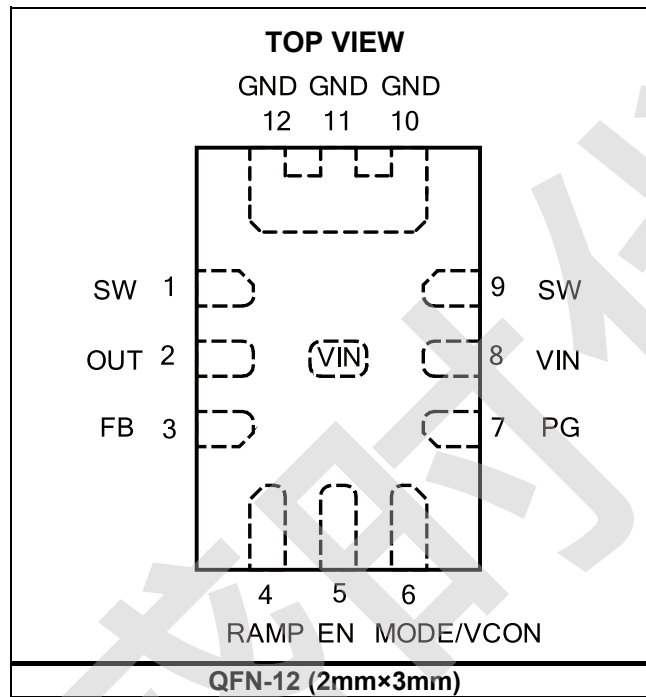 TOP VIEW
GND GND GND
12 11 10
SW 1
9 SW
OUT 2
VIN
8 VIN
FB 3
7 PG
4 5 6
RAMP EN MODE/VCON
QFN-12 (2mm×3mm)